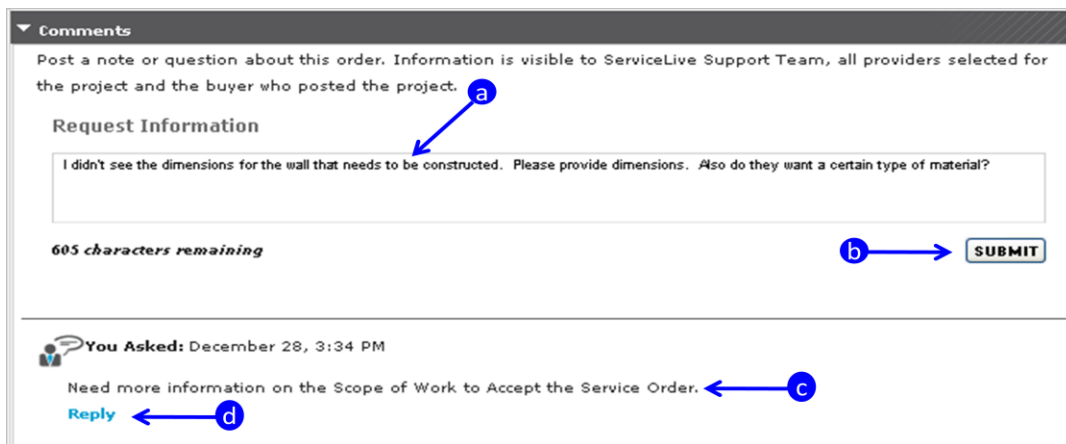 Comments
Post a note or question about this order. Information is visible to ServiceLive Support Team, all providers selected for
the project and the buyer who posted the project.
a
Request Information
I didn't see the dimensions for the wall that needs to be constructed. Please provide dimensions. Also do they want a certain type of material?
605 characters remaining
b
SUBMIT
You Asked: December 28, 3:34 PM
Need more information on the Scope of Work to Accept the Service Order.
c
Reply
d